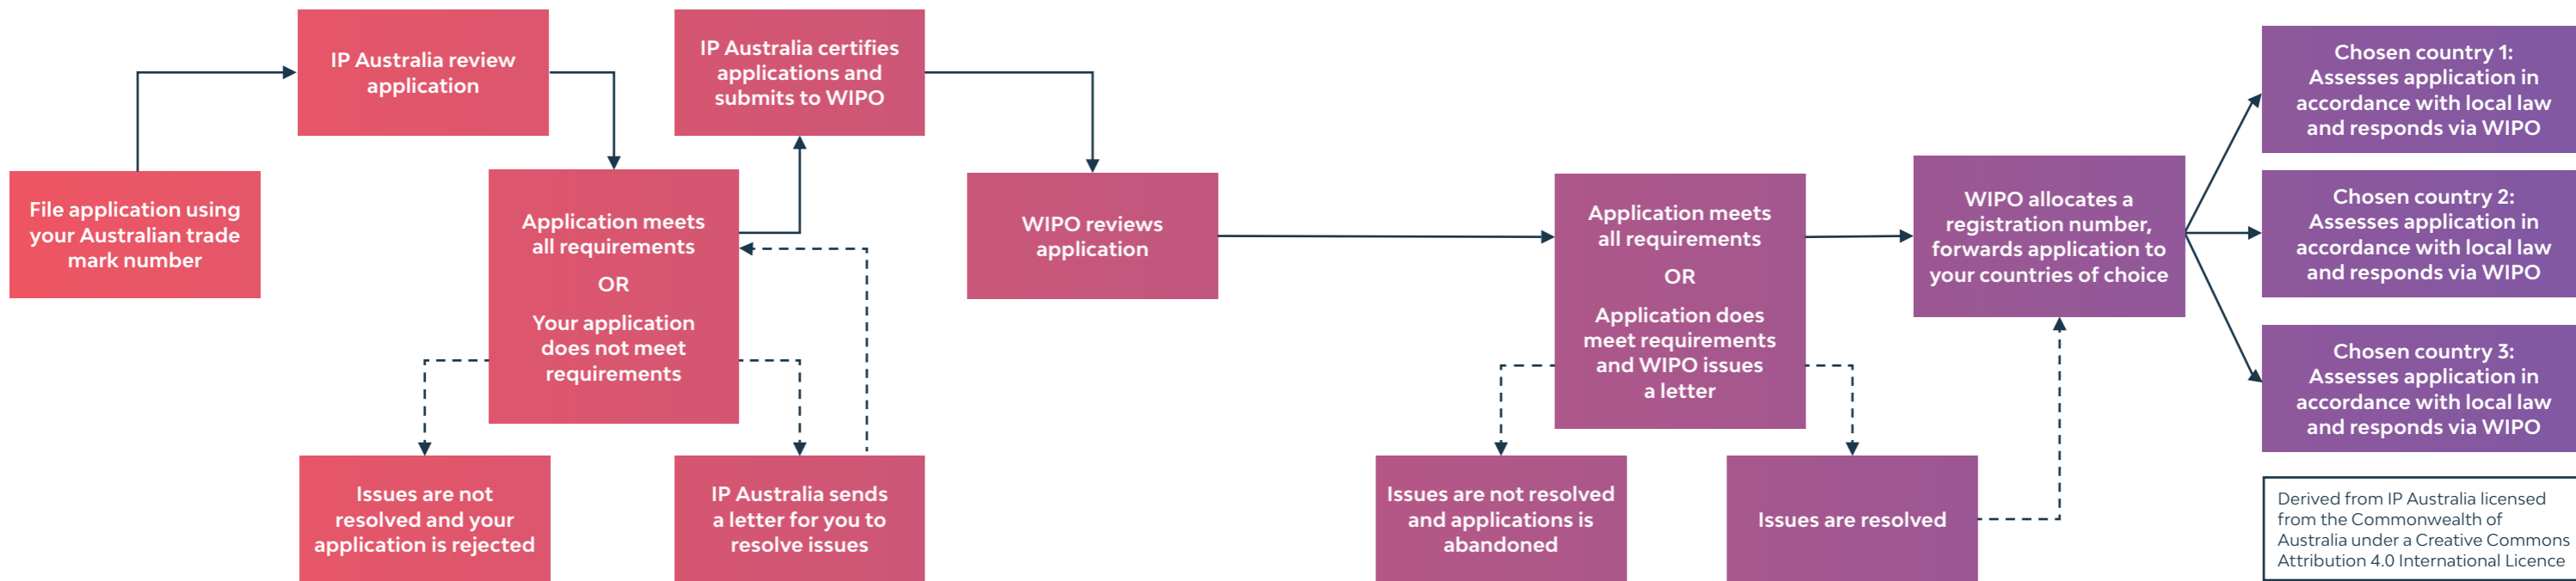 File application using
your Australian trade
mark number
IP Australia review
application
Application meets
all requirements
OR
Your application
does not meet
requirements
Issues are not
resolved and your
application is rejected
IP Australia sends
a letter for you to
resolve issues
IP Australia certifies
applications and
submits to WIPO
WIPO reviews
application
Application meets
all requirements
OR
Application does
meet requirements
and WIPO issues
a letter
Issues are not resolved
and applications is
abandoned
Issues are resolved
WIPO allocates a
registration number,
forwards application to
your countries of choice
Chosen country 1:
Assesses application in
accordance with local law
and responds via WIPO
Chosen country 2:
Assesses application in
accordance with local law
and responds via WIPO
Chosen country 3:
Assesses application in
accordance with local law
and responds via WIPO
Derived from IP Australia licensed
from the Commonwealth of
Australia under a Creative Commons
Attribution 4.0 International Licence